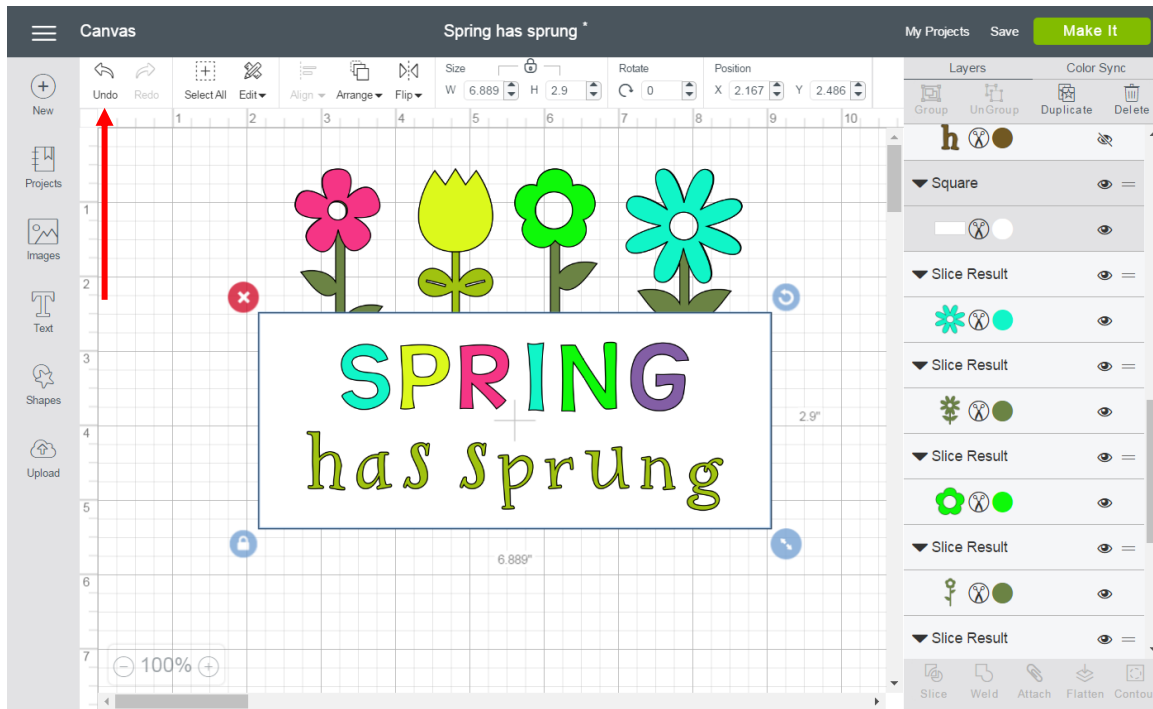 Canvas
Spring has sprung *
My Projects Save Make It
New
Projects
Images
Text
Shapes
Upload
Undo Redo Select All Edit Align Arrange Flip
Size
W 6.889 H 2.9
Rotate
0
Position
X 2.167 Y 2.486
1 2 3 4 5 6 7 8 9 10
1
2
3
4
5
6
7
SPRING
has sprung
2.9"
6.889"
100%
Layers Color Sync
Group UnGroup Duplicate Delete
h
Square
Slice Result
Slice Result
Slice Result
Slice Result
Slice Result
Slice Weld Attach Flatten Contou